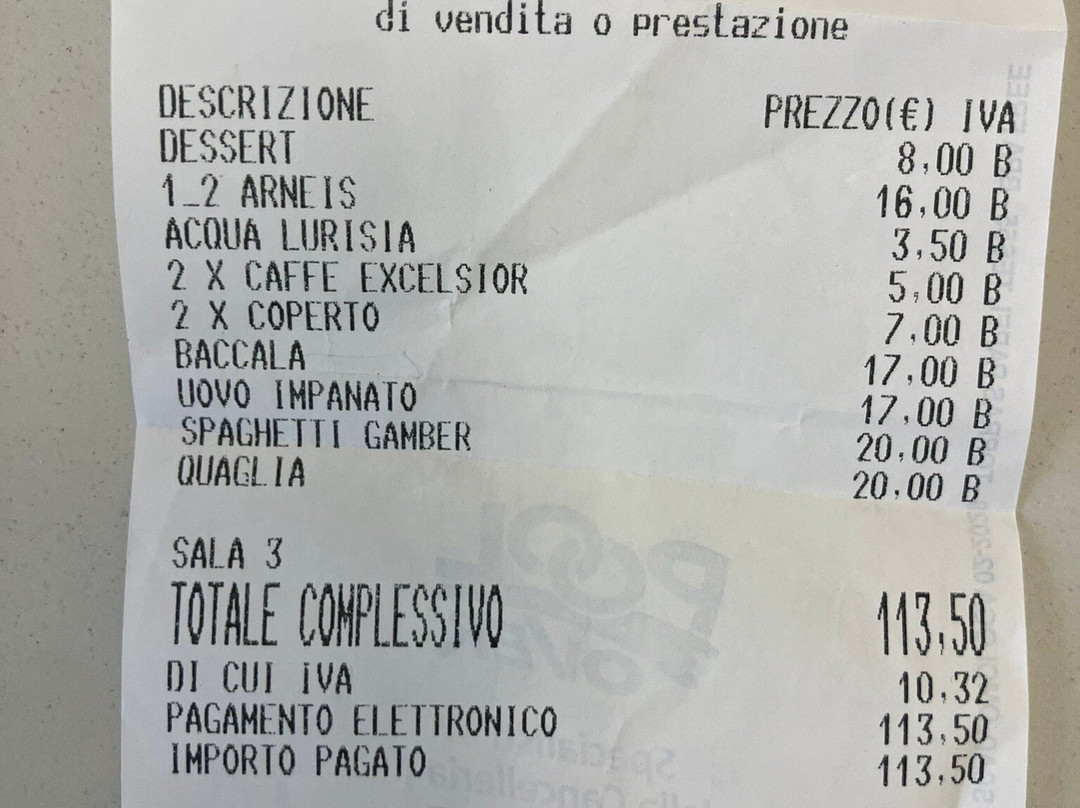 di vendita o prestazione
DESCRIZIONE PREZZO(€) IVA
DESSERT 8,00 B
1_2 ARNEIS 16,00 B
ACQUA LURISIA 3,50 B
2 X CAFFE EXCELSIOR 5,00 B
2 X COPERTO 7,00 B
BACCALA 17,00 B
UOVO IMPANATO 17,00 B
SPAGHETTI GAMBER 20,00 B
QUAGLIA 20,00 B
SALA 3
TOTALE COMPLESSIVO 113,50
DI CUI IVA 10,32
PAGAMENTO ELETTRONICO 113,50
IMPORTO PAGATO 113,50